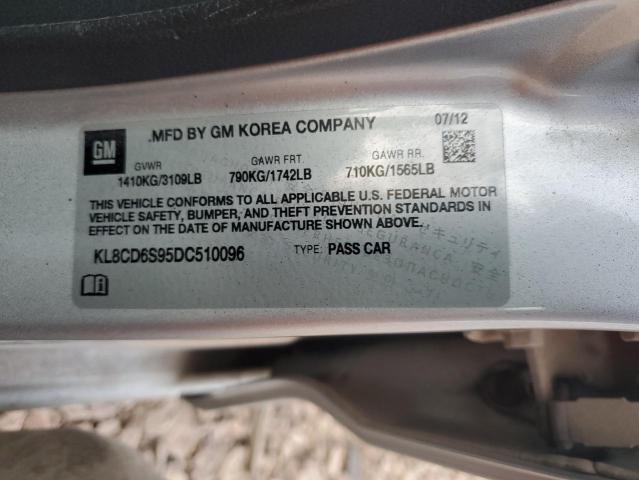 .MFD BY GM KOREA COMPANY 07/12
GM
GVWR GAWR FRT. GAWR RR.
1410KG/3109LB 790KG/1742LB 710KG/1565LB
THIS VEHICLE CONFORMS TO ALL APPLICABLE U.S. FEDERAL MOTOR
VEHICLE SAFETY, BUMPER, AND THEFT PREVENTION STANDARDS
IN EFFECT ON THE DATE OF MANUFACTURE SHOWN ABOVE.
KL8CD6S95DC510096 TYPE: PASS CAR